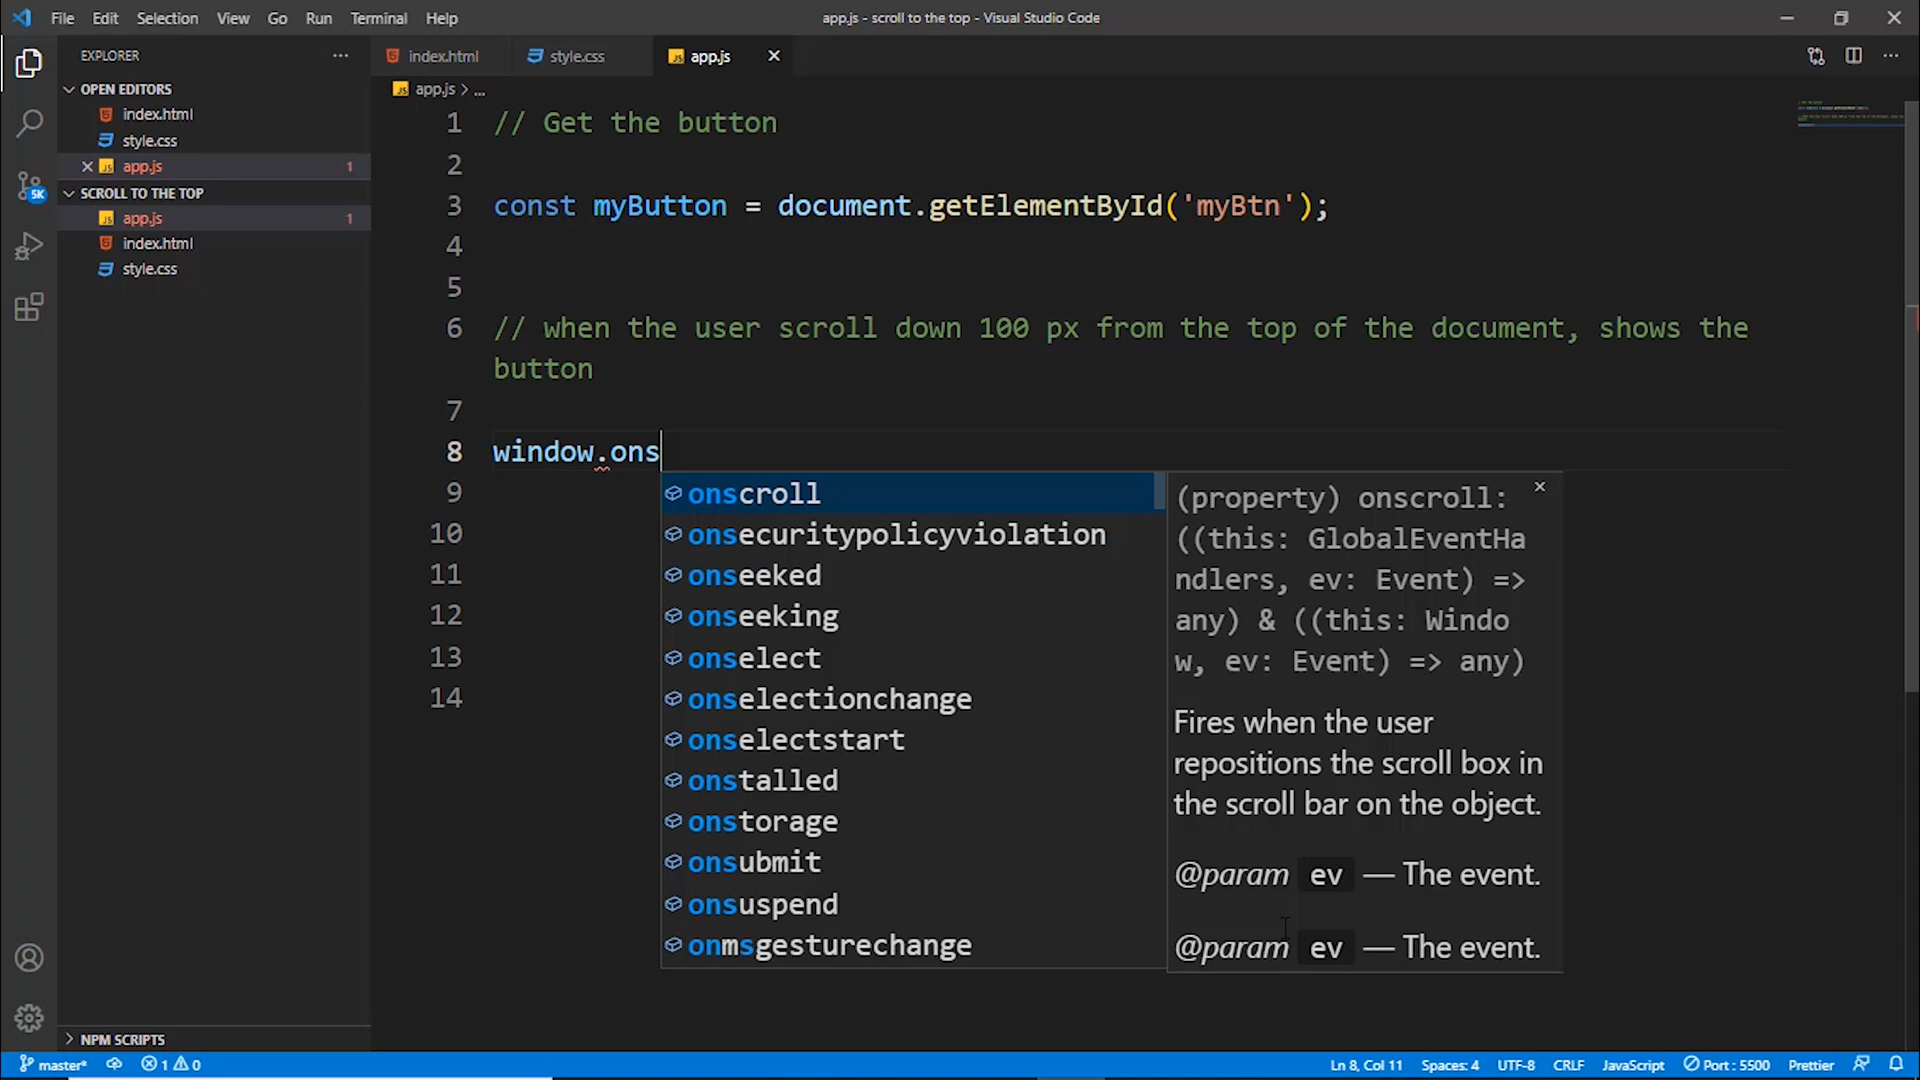 File Edit Selection View Go Run Terminal Help
app.js - scroll to the top - Visual Studio Code
EXPLORER
OPEN EDITORS
index.html
style.css
app.js 1
SCROLL TO THE TOP
app.js 1
index.html
style.css
NPM SCRIPTS
index.html style.css app.js
app.js > ...
1 // Get the button
2
3 const myButton = document.getElementById('myBtn');
4
5
6 // when the user scroll down 100 px from the top of the document, shows the
button
7
8 window.ons
9
10
11
12
13
14
onscroll
onsecuritypolicyviolation
onseeked
onseeking
onselect
onselectionchange
onselectstart
onstalled
onstorage
onsubmit
onsuspend
onmsgesturechange
(property) onscroll:
((this: GlobalEventHa
ndlers, ev: Event) =>
any) & ((this: Windo
w, ev: Event) => any)
Fires when the user
repositions the scroll box in
the scroll bar on the object.
@param ev — The event.
@param ev — The event.
5K
master* 1 0
Ln 8, Col 11 Spaces: 4 UTF-8 CRLF JavaScript Port : 5500 Prettier